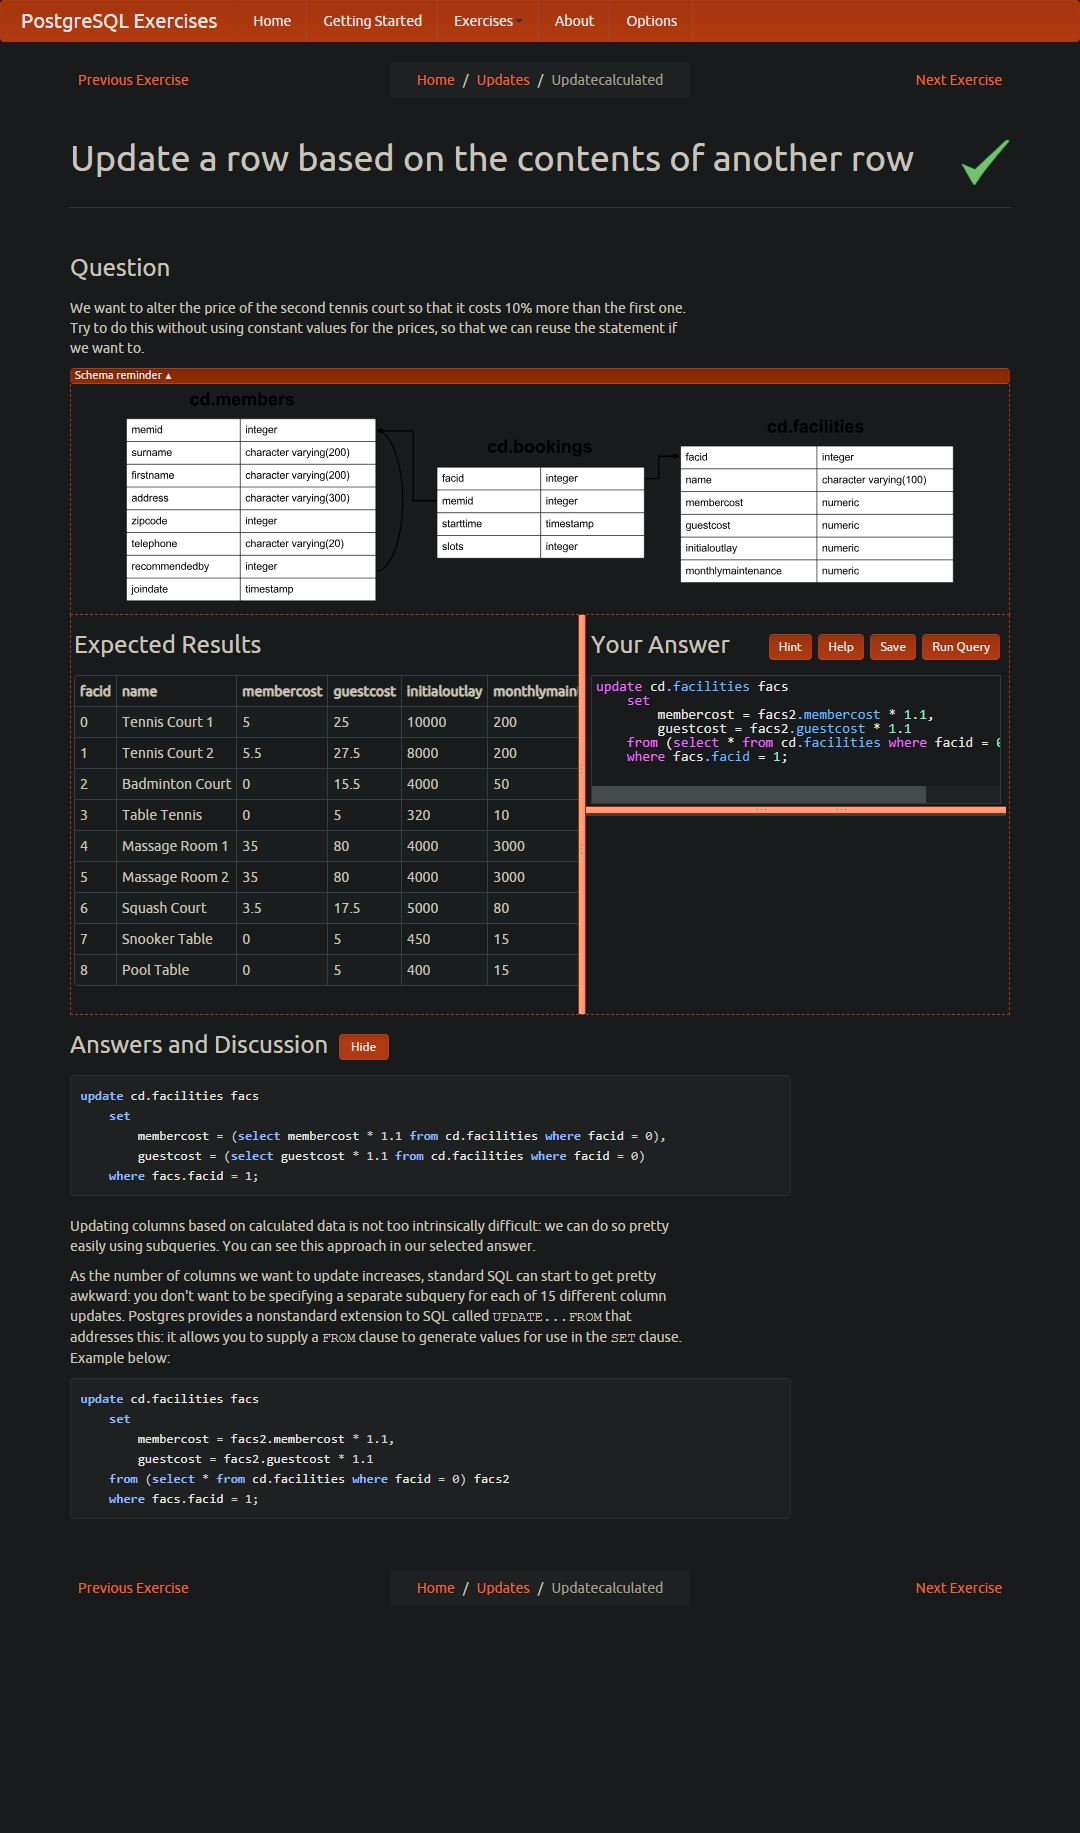 PostgreSQL Exercises Home Getting Started Exercises About Options
Previous Exercise Home / Updates / Updatecalculated Next Exercise
Update a row based on the contents of another row
Question
We want to alter the price of the second tennis court so that it costs 10% more than the first one.
Try to do this without using constant values for the prices, so that we can reuse the statement if
we want to.
Schema reminder ▴
cd.members
memid integer
surname character varying(200)
firstname character varying(200)
address character varying(300)
zipcode integer
telephone character varying(20)
recommendedby integer
joindate timestamp
cd.bookings
facid integer
memid integer
starttime timestamp
slots integer
cd.facilities
facid integer
name character varying(100)
membercost numeric
guestcost numeric
initialoutlay numeric
monthlymaintenance numeric
Expected Results
facid name membercost guestcost initialoutlay
0 Tennis Court 1 5 25 10000 200
1 Tennis Court 2 5.5 27.5 8000 200
2 Badminton Court 0 15.5 4000 50
3 Table Tennis 0 5 320 10
4 Massage Room 1 35 80 4000 3000
5 Massage Room 2 35 80 4000 3000
6 Squash Court 3.5 17.5 5000 80
7 Snooker Table 0 5 450 15
8 Pool Table 0 5 400 15
Your Answer Hint Help Save Run Query
update cd.facilities facs
set
membercost = facs2.membercost * 1.1,
guestcost = facs2.guestcost * 1.1
from (select * from cd.facilities where facid =
where facs.facid = 1;
Answers and Discussion Hide
update cd.facilities facs
set
membercost = (select membercost * 1.1 from cd.facilities where facid = 0),
guestcost = (select guestcost * 1.1 from cd.facilities where facid = 0)
where facs.facid = 1;
Updating columns based on calculated data is not too intrinsically difficult: we can do so pretty
easily using subqueries. You can see this approach in our selected answer.
As the number of columns we want to update increases, standard SQL can start to get pretty
awkward: you don't want to be specifying a separate subquery for each of 15 different column
updates. Postgres provides a nonstandard extension to SQL called UPDATE...FROM that
addresses this: it allows you to supply a FROM clause to generate values for use in the SET clause.
Example below:
update cd.facilities facs
set
membercost = facs2.membercost * 1.1,
guestcost = facs2.guestcost * 1.1
from (select * from cd.facilities where facid = 0) facs2
where facs.facid = 1;
Previous Exercise Home / Updates / Updatecalculated Next Exercise